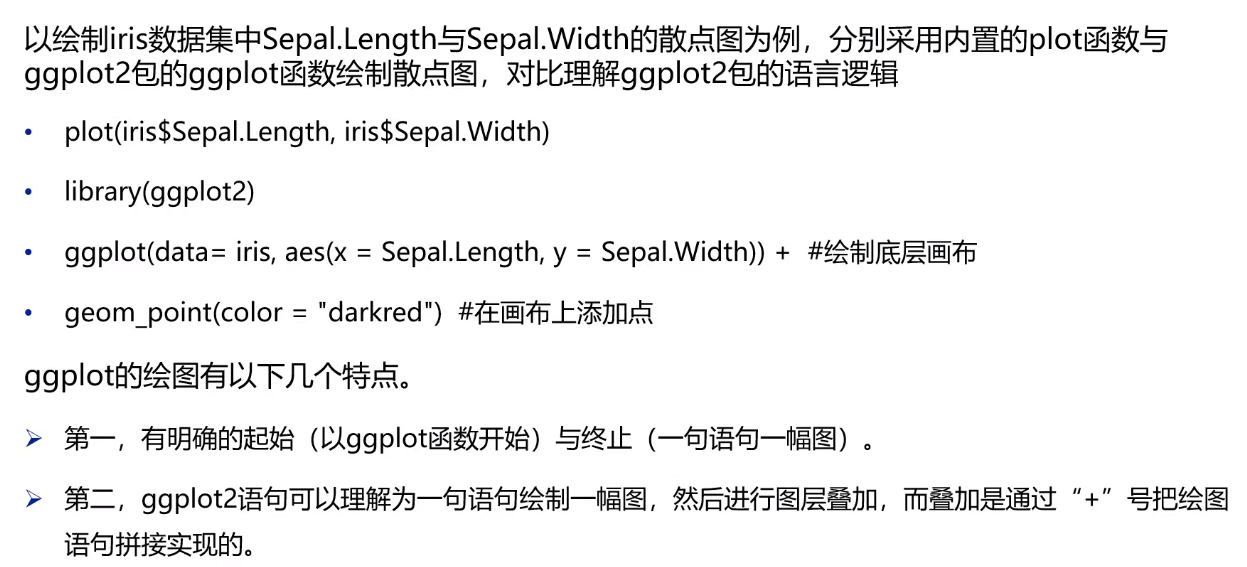 以绘制iris数据集中Sepal.Length与Sepal.Width的散点图为例，分别采用内置的plot函数与
ggplot2包的ggplot函数绘制散点图，对比理解ggplot2包的语言逻辑
• plot(iris$Sepal.Length, iris$Sepal.Width)
• library(ggplot2)
• ggplot(data= iris, aes(x = Sepal.Length, y = Sepal.Width)) +  #绘制底层画布
• geom_point(color = "darkred")  #在画布上添加点
ggplot的绘图有以下几个特点。
➢ 第一，有明确的起始（以ggplot函数开始）与终止（一句语句一幅图）。
➢ 第二，ggplot2语句可以理解为一句语句绘制一幅图，然后进行图层叠加，而叠加是通过“+”号把绘图
语句拼接实现的。